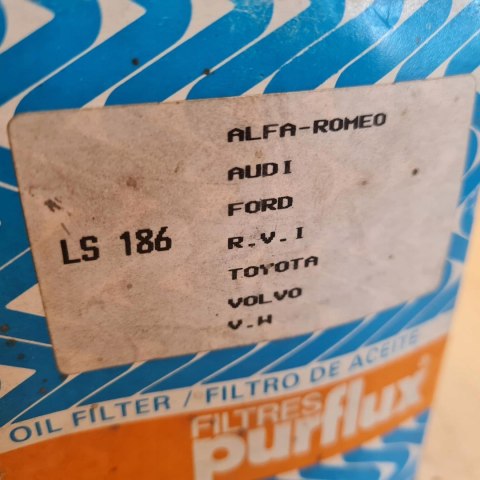 ALFA-ROMEO
AUDI
FORD
LS 186
R.V.I
TOYOTA
VOLVO
V.W
OIL FILTER / FILTRO DE ACEITE
FILTRES
purflux